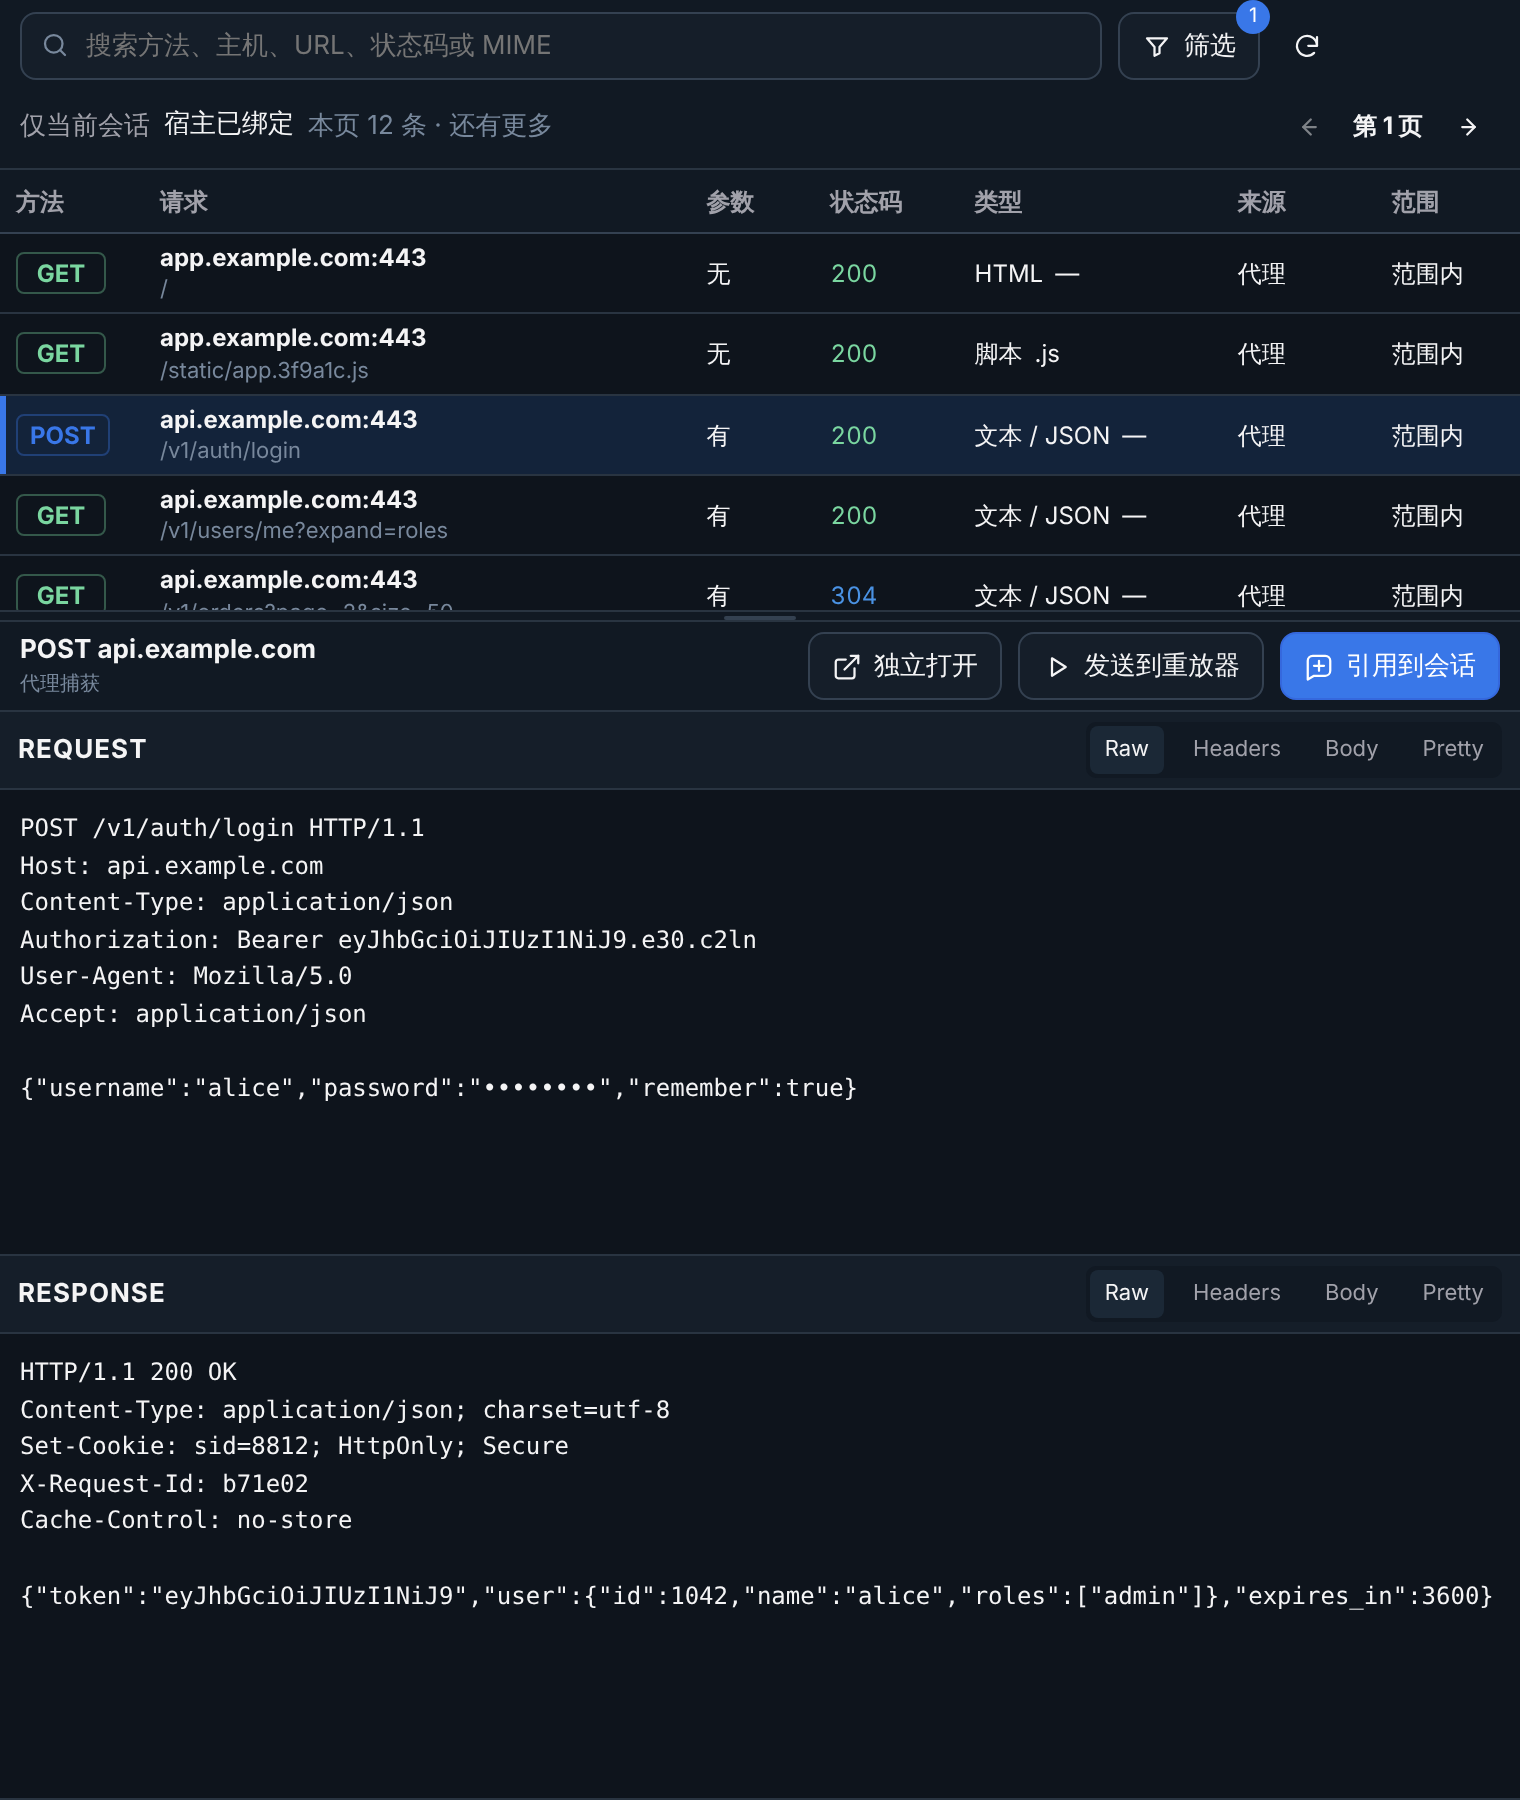 搜索方法、主机、URL、状态码或 MIME
筛选
1
仅当前会话 宿主已绑定 本页 12 条 · 还有更多
第 1 页
方法 请求 参数 状态码 类型 来源 范围
GET app.example.com:443 无 200 HTML — 代理 范围内
/
GET app.example.com:443 无 200 脚本 .js 代理 范围内
/static/app.3f9a1c.js
POST api.example.com:443 有 200 文本 / JSON — 代理 范围内
/v1/auth/login
GET api.example.com:443 有 200 文本 / JSON — 代理 范围内
/v1/users/me?expand=roles
GET api.example.com:443 有 304 文本 / JSON — 代理 范围内
/v1/orders?page=2&size=50
POST api.example.com
代理捕获
独立打开 发送到重放器 引用到会话
REQUEST Raw Headers Body Pretty
POST /v1/auth/login HTTP/1.1
Host: api.example.com
Content-Type: application/json
Authorization: Bearer eyJhbGciOiJIUzI1NiJ9.e30.c2ln
User-Agent: Mozilla/5.0
Accept: application/json
{"username":"alice","password":"••••••••","remember":true}
RESPONSE Raw Headers Body Pretty
HTTP/1.1 200 OK
Content-Type: application/json; charset=utf-8
Set-Cookie: sid=8812; HttpOnly; Secure
X-Request-Id: b71e02
Cache-Control: no-store
{"token":"eyJhbGciOiJIUzI1NiJ9","user":{"id":1042,"name":"alice","roles":["admin"]},"expires_in":3600}